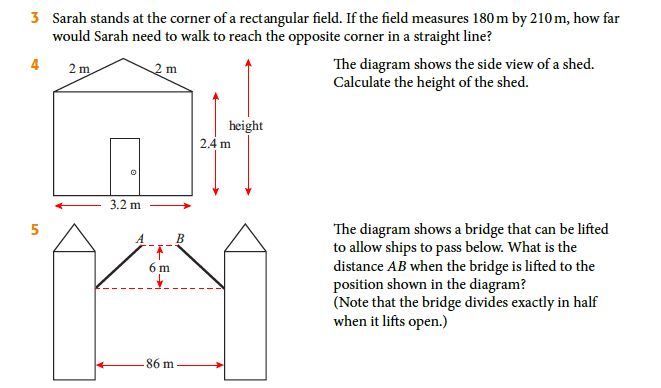 3 Sarah stands at the corner of a rectangular field. If the field measures 180 m by 210 m, how far
would Sarah need to walk to reach the opposite corner in a straight line?
4 2 m 2 m The diagram shows the side view of a shed.
Calculate the height of the shed.
height
2.4 m
3.2 m
5 The diagram shows a bridge that can be lifted
A B to allow ships to pass below. What is the
distance AB when the bridge is lifted to the
6 m position shown in the diagram?
(Note that the bridge divides exactly in half
when it lifts open.)
86 m